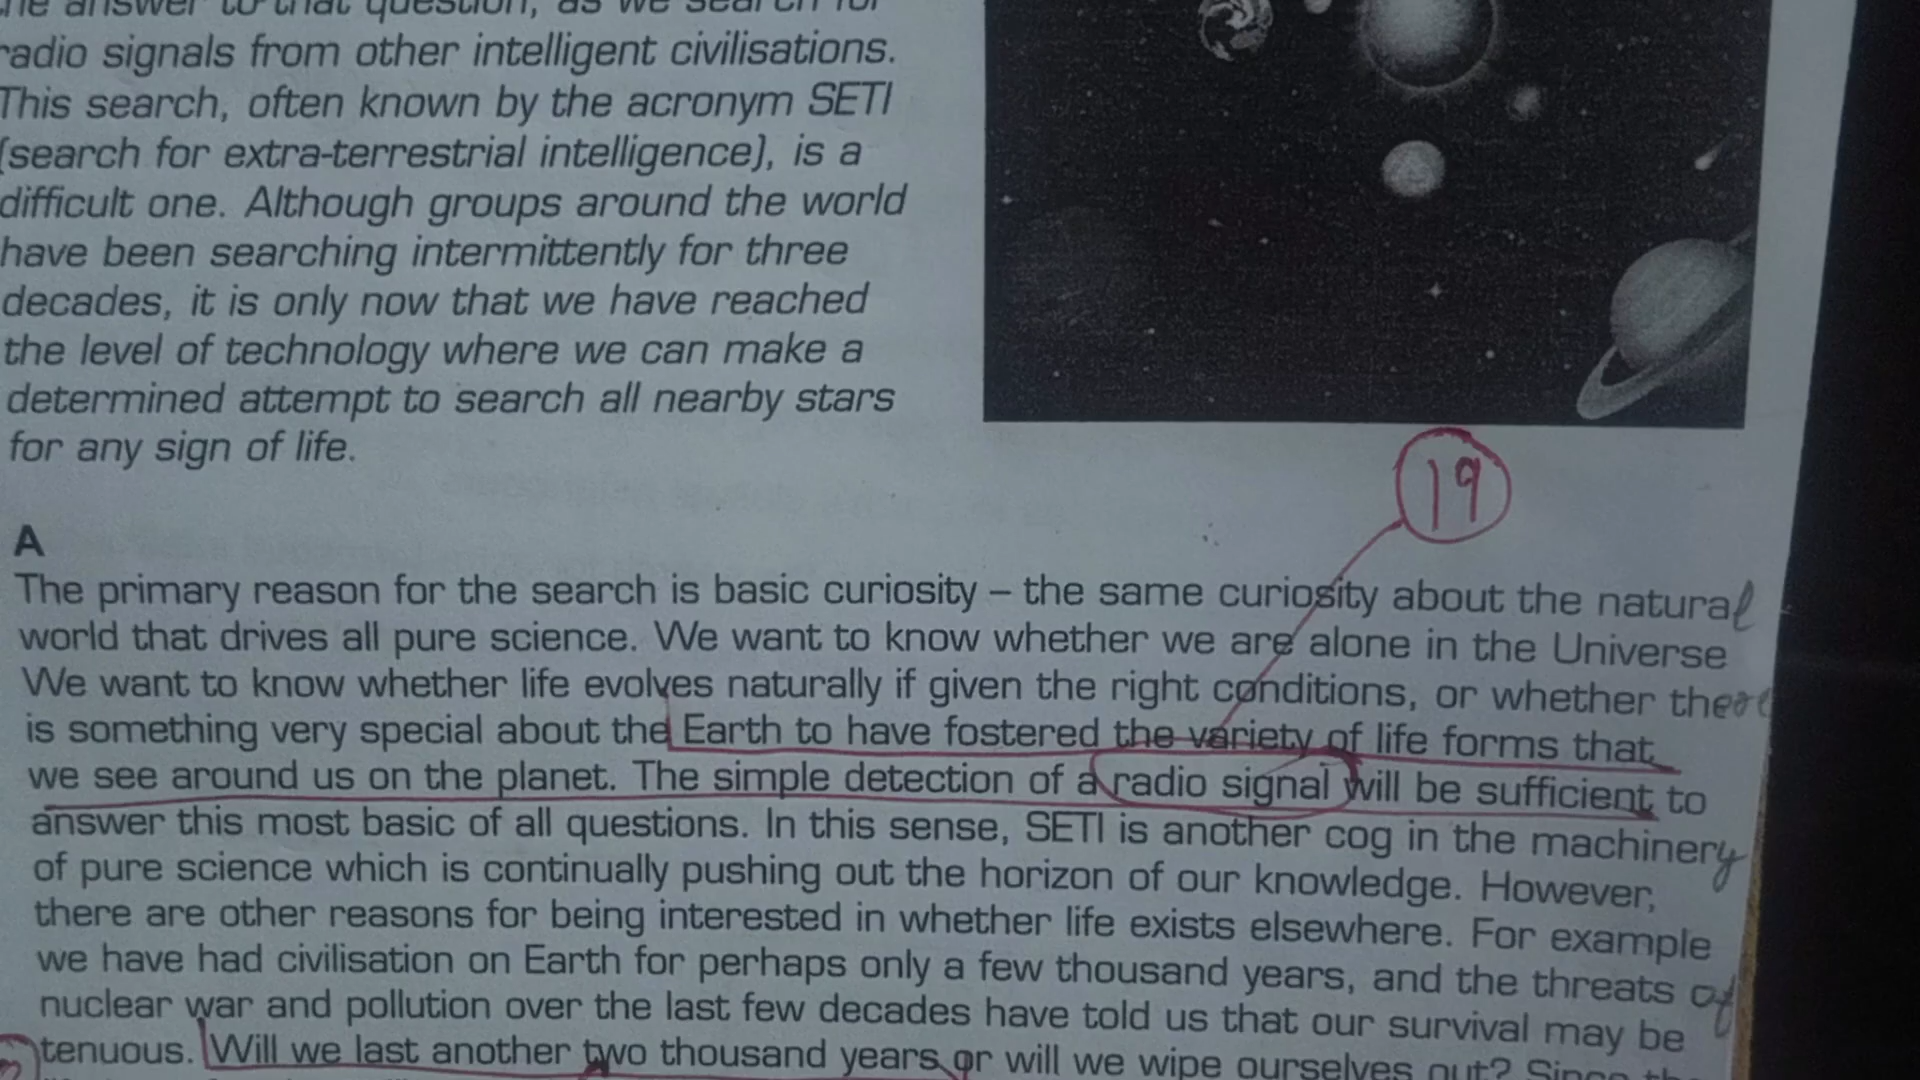 the answer to that question, as we search for
radio signals from other intelligent civilisations.
This search, often known by the acronym SETI
(search for extra-terrestrial intelligence), is a
difficult one. Although groups around the world
have been searching intermittently for three
decades, it is only now that we have reached
the level of technology where we can make a
determined attempt to search all nearby stars
for any sign of life.
19
A
The primary reason for the search is basic curiosity – the same curiosity about the natural
world that drives all pure science. We want to know whether we are alone in the Universe
We want to know whether life evolves naturally if given the right conditions, or whether there
is something very special about the Earth to have fostered the variety of life forms that
we see around us on the planet. The simple detection of a radio signal will be sufficient to
answer this most basic of all questions. In this sense, SETI is another cog in the machinery
of pure science which is continually pushing out the horizon of our knowledge. However,
there are other reasons for being interested in whether life exists elsewhere. For example
we have had civilisation on Earth for perhaps only a few thousand years, and the threats of
nuclear war and pollution over the last few decades have told us that our survival may be
tenuous. Will we last another two thousand years or will we wipe ourselves out? Since the